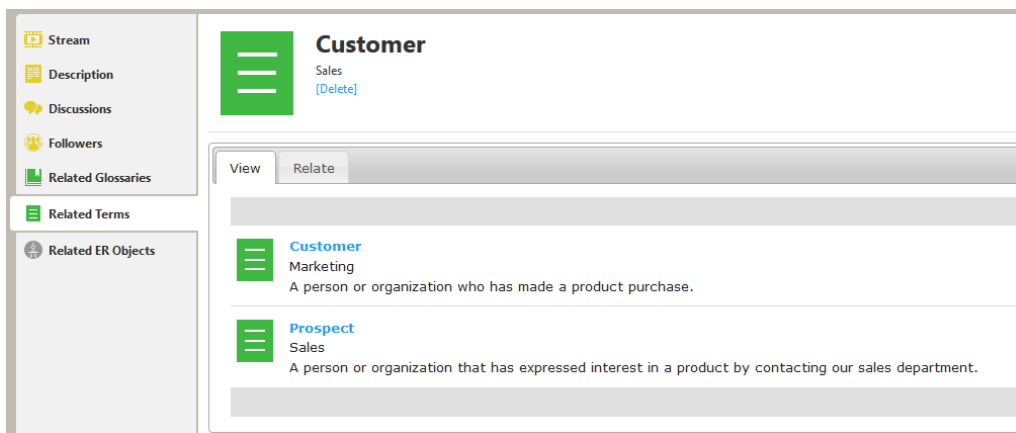 Stream
Description
Discussions
Followers
Related Glossaries
Related Terms
Related ER Objects
Customer
Sales
[Delete]
View
Relate
Customer
Marketing
A person or organization who has made a product purchase.
Prospect
Sales
A person or organization that has expressed interest in a product by contacting our sales department.